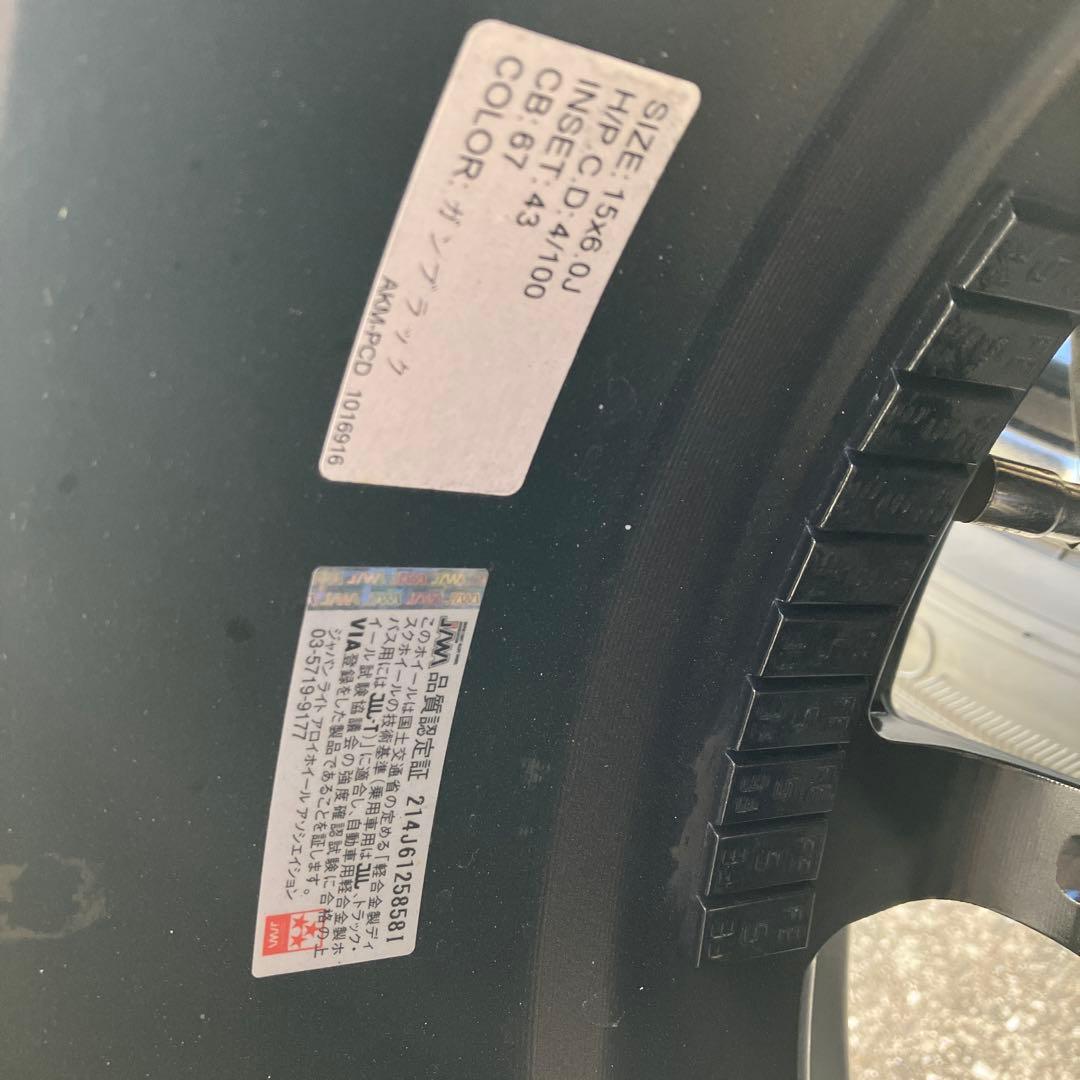 SIZE: 15x6.0J
H/P.C.D: 4/100
INSET: 43
CB: 67
COLOR: ガンブラック
AKM-PCD 1016916
JAWA 品質認定証 214J61258581
このホイールは国土交通省の定める「軽合金製ディ
スクホイールの技術基準(乗用車用はJWL、トラック・
バス用にはJWL-T)」に適合し、自動車用軽合金製ホ
イール試験協議会の強度確認試験に合格の上
VIA登録をした製品であることを証します。
ジャパン ライト アロイホイール アソシエイション
03-5719-9177
JAWA